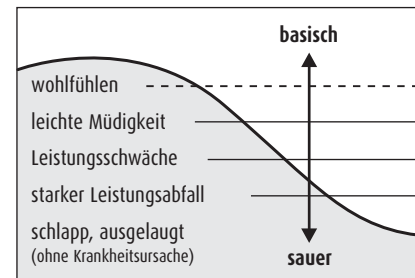 basisch
wohlfühlen
leichte Müdigkeit
Leistungsschwäche
starker Leistungsabfall
schlapp, ausgelaugt
(ohne Krankheitsursache)
sauer